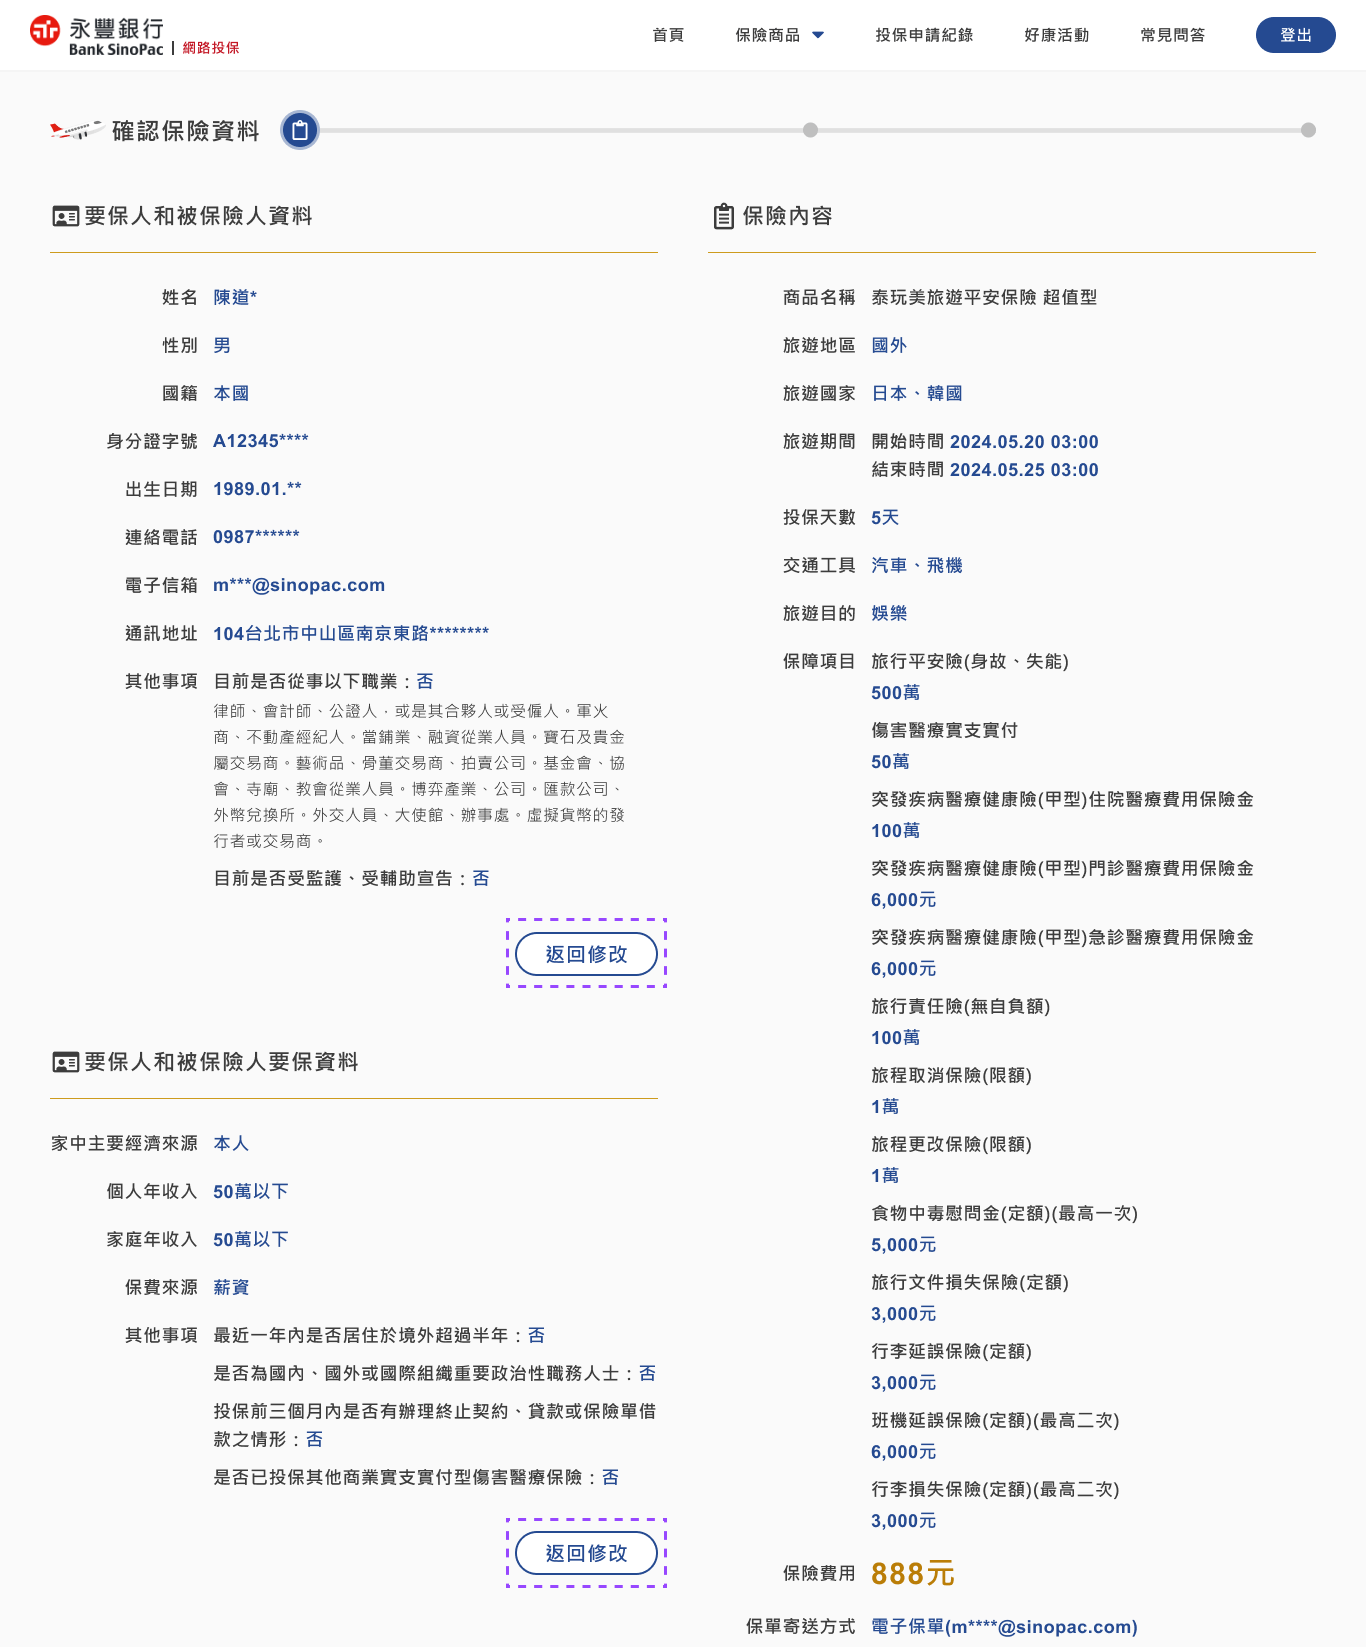 永豐銀行
Bank SinoPac
網路投保
首頁
保險商品
投保申請紀錄
好康活動
常見問答
登出
確認保險資料
要保人和被保險人資料
姓名 陳道*
性別 男
國籍 本國
身分證字號 A12345****
出生日期 1989.01.**
連絡電話 0987******
電子信箱 m***@sinopac.com
通訊地址 104台北市中山區南京東路********
其他事項 目前是否從事以下職業：否
律師、會計師、公證人．或是其合夥人或受僱人。軍火
商、不動產經紀人。當鋪業、融資從業人員。寶石及貴金
屬交易商。藝術品、骨董交易商、拍賣公司。基金會、協
會、寺廟、教會從業人員。博弈產業、公司。匯款公司、
外幣兌換所。外交人員、大使館、辦事處。虛擬貨幣的發
行者或交易商。
目前是否受監護、受輔助宣告：否
返回修改
要保人和被保險人要保資料
家中主要經濟來源 本人
個人年收入 50萬以下
家庭年收入 50萬以下
保費來源 薪資
其他事項 最近一年內是否居住於境外超過半年：否
是否為國內、國外或國際組織重要政治性職務人士：否
投保前三個月內是否有辦理終止契約、貸款或保險單借
款之情形：否
是否已投保其他商業實支實付型傷害醫療保險：否
返回修改
保險內容
商品名稱 泰玩美旅遊平安保險 超值型
旅遊地區 國外
旅遊國家 日本、韓國
旅遊期間 開始時間 2024.05.20 03:00
結束時間 2024.05.25 03:00
投保天數 5天
交通工具 汽車、飛機
旅遊目的 娛樂
保障項目 旅行平安險(身故、失能)
500萬
傷害醫療實支實付
50萬
突發疾病醫療健康險(甲型)住院醫療費用保險金
100萬
突發疾病醫療健康險(甲型)門診醫療費用保險金
6,000元
突發疾病醫療健康險(甲型)急診醫療費用保險金
6,000元
旅行責任險(無自負額)
100萬
旅程取消保險(限額)
1萬
旅程更改保險(限額)
1萬
食物中毒慰問金(定額)(最高一次)
5,000元
旅行文件損失保險(定額)
3,000元
行李延誤保險(定額)
3,000元
班機延誤保險(定額)(最高二次)
6,000元
行李損失保險(定額)(最高二次)
3,000元
保險費用 888元
保單寄送方式 電子保單(m****@sinopac.com)